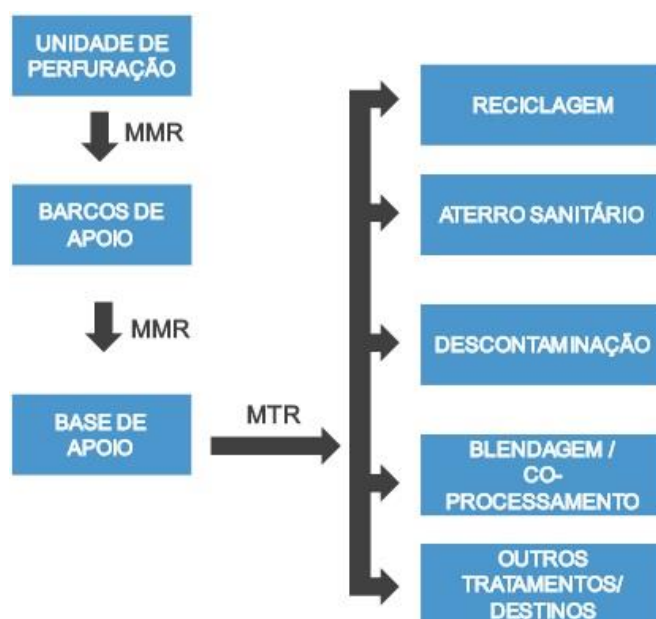 UNIDADE DE
PERFURAÇÃO
MMR
BARCOS DE
APOIO
MMR
BASE DE
APOIO
MTR
RECICLAGEM
ATERRO SANITÁRIO
DESCONTAMINAÇÃO
BLENDAGEM /
CO-
PROCESSAMENTO
OUTROS
TRATAMENTOS/
DESTINOS